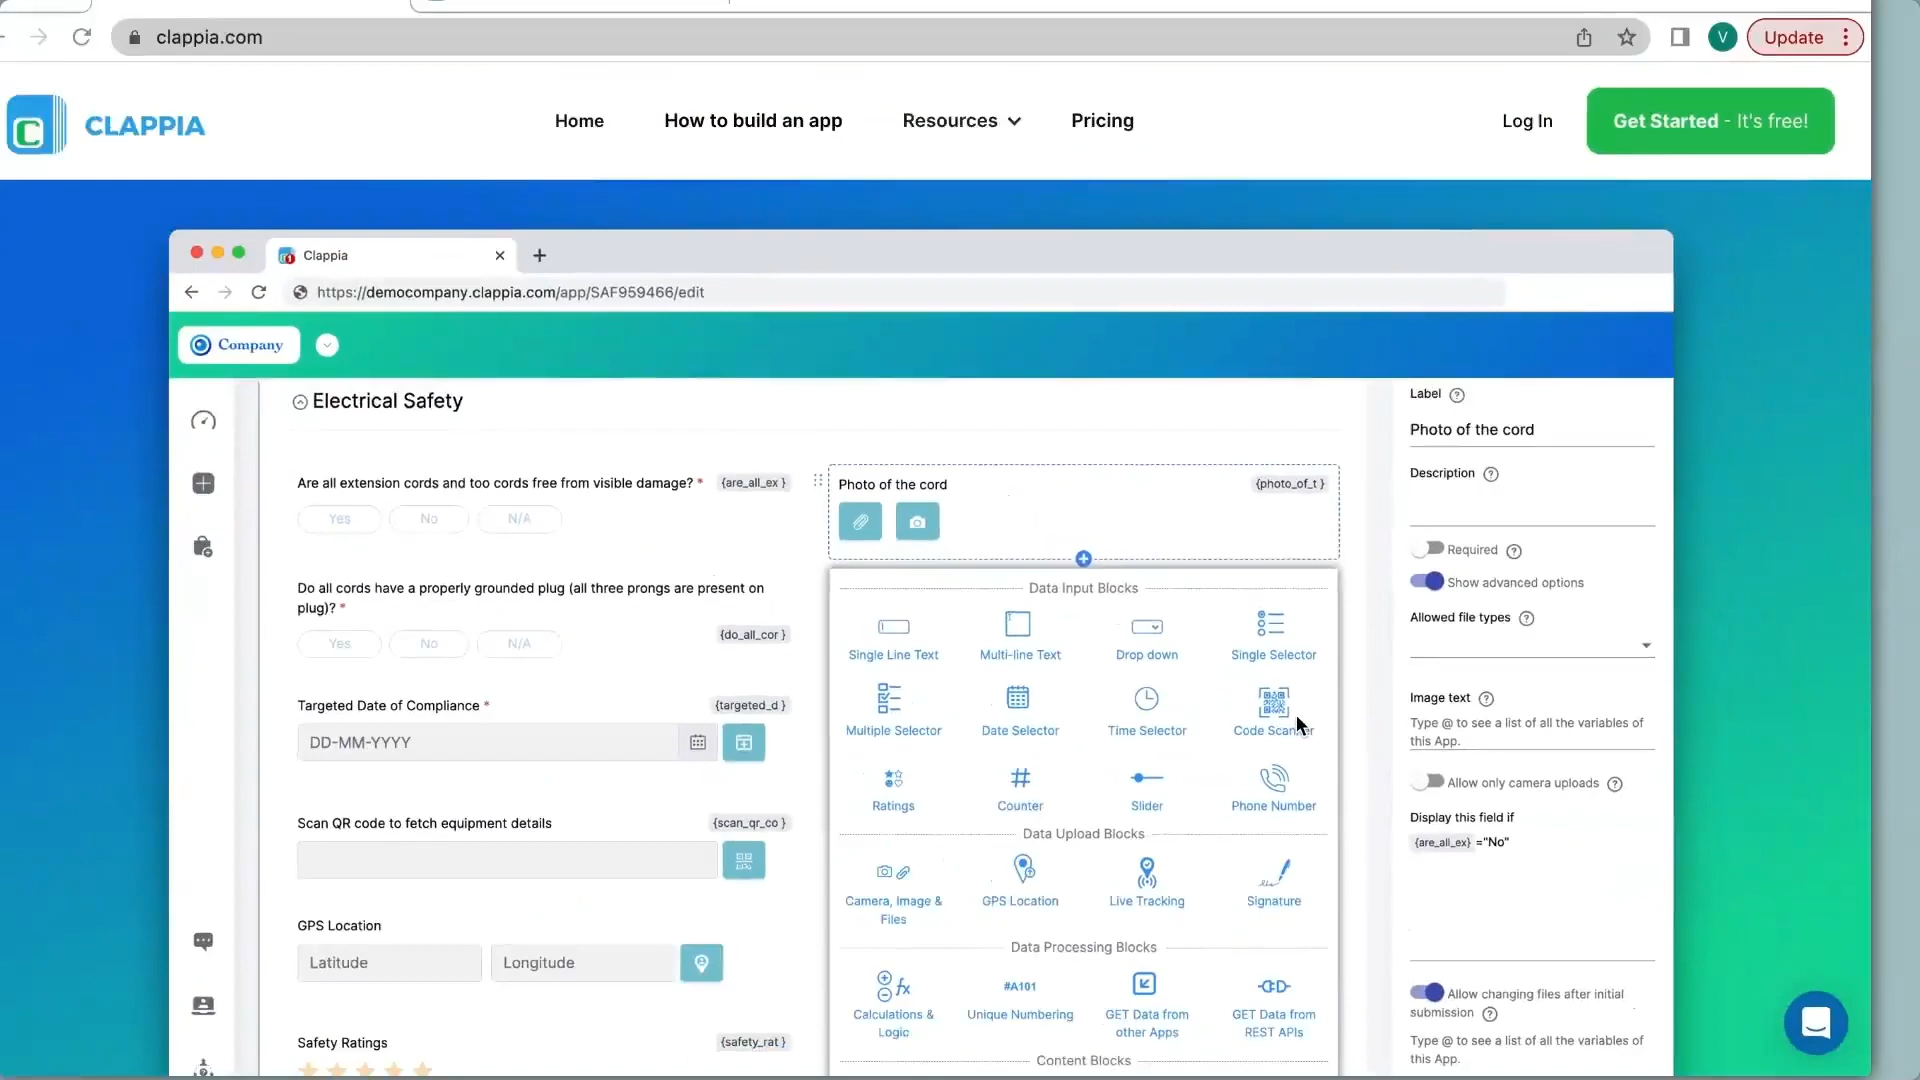 clappia.com
V
Update
C
CLAPPIA
Home
How to build an app
Resources
Pricing
Log In
Get Started - It's free!
Clappia
https://democompany.clappia.com/app/SAF959466/edit
Company
Electrical Safety
Are all extension cords and too cords free from visible damage? *
{are_all_ex }
Yes
No
N/A
Do all cords have a properly grounded plug (all three prongs are present on
plug)? *
{do_all_cor }
Yes
No
N/A
Targeted Date of Compliance *
{targeted_d }
DD-MM-YYYY
Scan QR code to fetch equipment details
{scan_qr_co }
GPS Location
Latitude
Longitude
Safety Ratings
{safety_rat }
Photo of the cord
{photo_of_t }
Data Input Blocks
Single Line Text
Multi-line Text
Drop down
Single Selector
Multiple Selector
Date Selector
Time Selector
Code Scanner
Ratings
Counter
Slider
Phone Number
Data Upload Blocks
Camera, Image &
Files
GPS Location
Live Tracking
Signature
Data Processing Blocks
fx
#A101
Calculations &
Logic
Unique Numbering
GET Data from
other Apps
GET Data from
REST APIs
Content Blocks
Label
Photo of the cord
Description
Required
Show advanced options
Allowed file types
Image text
Type @ to see a list of all the variables of
this App.
Allow only camera uploads
Display this field if
{are_all_ex} ="No"
Allow changing files after initial
submission
Type @ to see a list of all the variables of
this App.